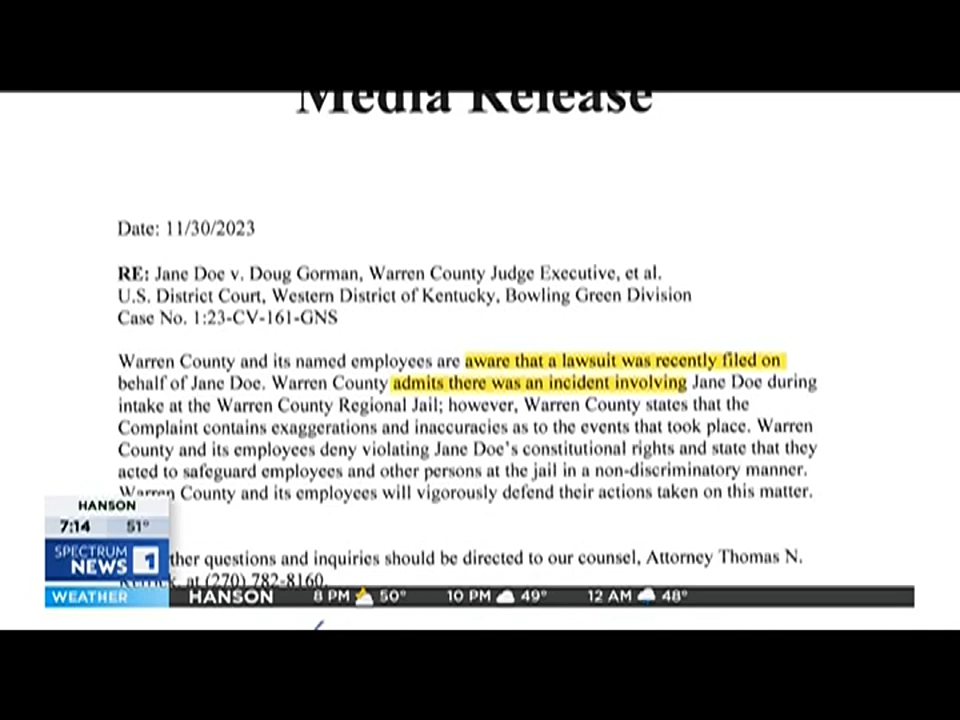 Media Release
Date: 11/30/2023
RE: Jane Doe v. Doug Gorman, Warren County Judge Executive, et al.
U.S. District Court, Western District of Kentucky, Bowling Green Division
Case No. 1:23-CV-161-GNS
Warren County and its named employees are aware that a lawsuit was recently filed on
behalf of Jane Doe. Warren County admits there was an incident involving Jane Doe during
intake at the Warren County Regional Jail; however, Warren County states that the
Complaint contains exaggerations and inaccuracies as to the events that took place. Warren
County and its employees deny violating Jane Doe's constitutional rights and state that they
acted to safeguard employees and other persons at the jail in a non-discriminatory manner.
Warren County and its employees will vigorously defend their actions taken on this matter.
ther questions and inquiries should be directed to our counsel, Attorney Thomas N.
at (270) 782-8160.
HANSON
7:14 51°
SPECTRUM
NEWS 1
WEATHER HANSON 8 PM 50° 10 PM 49° 12 AM 48°